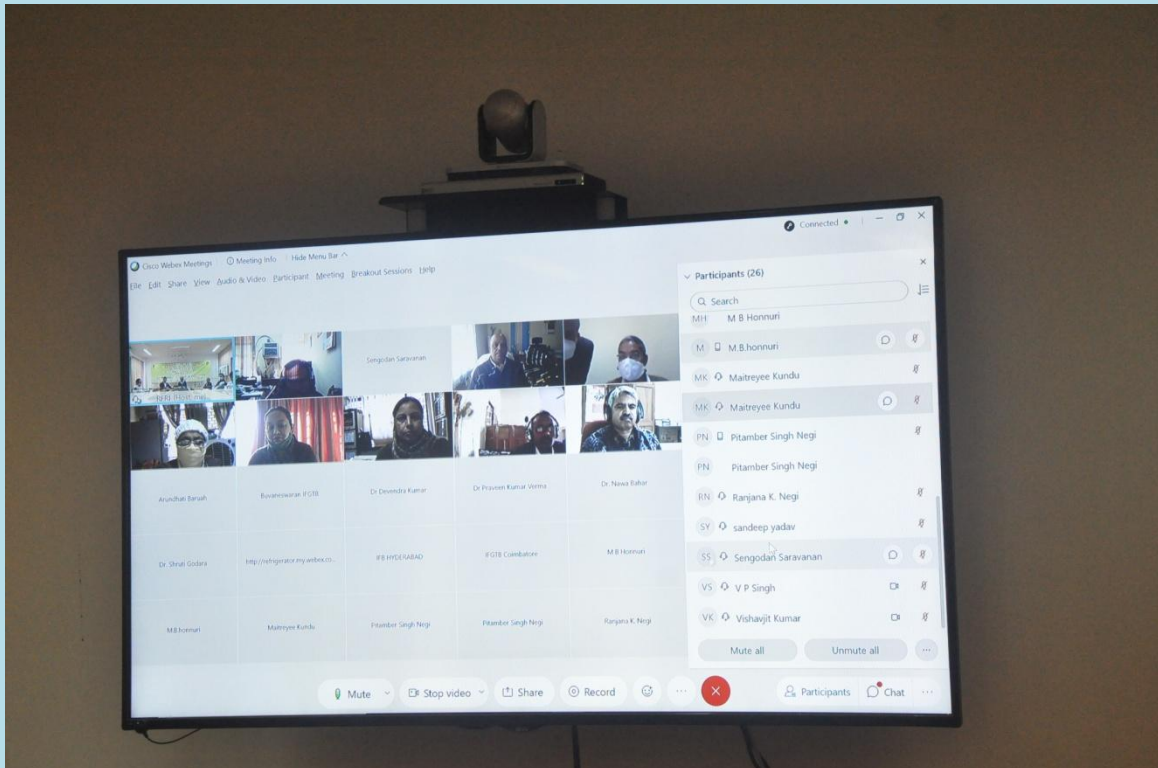 Connected
Cisco Webex Meetings Meeting Info Hide Menu Bar
File Edit Share View Audio & Video Participant Meeting Breakout Sessions Help
Participants (26)
Search
MH M B Honnuri
M M.B.honnuri
MK Maitreyee Kundu
MK Maitreyee Kundu
PN Pitamber Singh Negi
PN Pitamber Singh Negi
RN Ranjana K. Negi
SY sandeep yadav
SS Sengodan Saravanan
VS V P Singh
VK Vishavjit Kumar
Mute all Unmute all
Sengodan Saravanan
Arundhati Baruah Buvaneswaran IFGTB Dr Devendra Kumar Dr Praveen Kumar Verma Dr. Nawa Bahar
Dr. Shruti Godara IFB HYDERABAD IFGTB Coimbatore M B Honnuri
M.B.honnuri Maitreyee Kundu Pitamber Singh Negi Pitamber Singh Negi Ranjana K. Negi
Mute Stop video Share Record Participants Chat